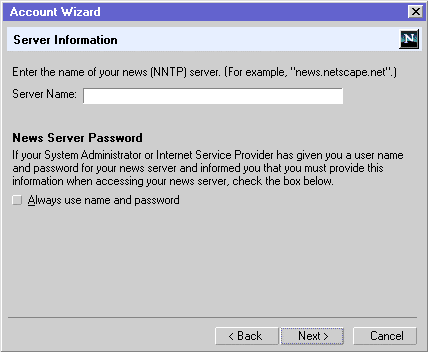 Account Wizard
Server Information
N
Enter the name of your news (NNTP) server. (For example, "news.netscape.net".)
Server Name:
News Server Password
If your System Administrator or Internet Service Provider has given you a user name
and password for your news server and informed you that you must provide this
information when accessing your news server, check the box below.
Always use name and password
< Back Next > Cancel